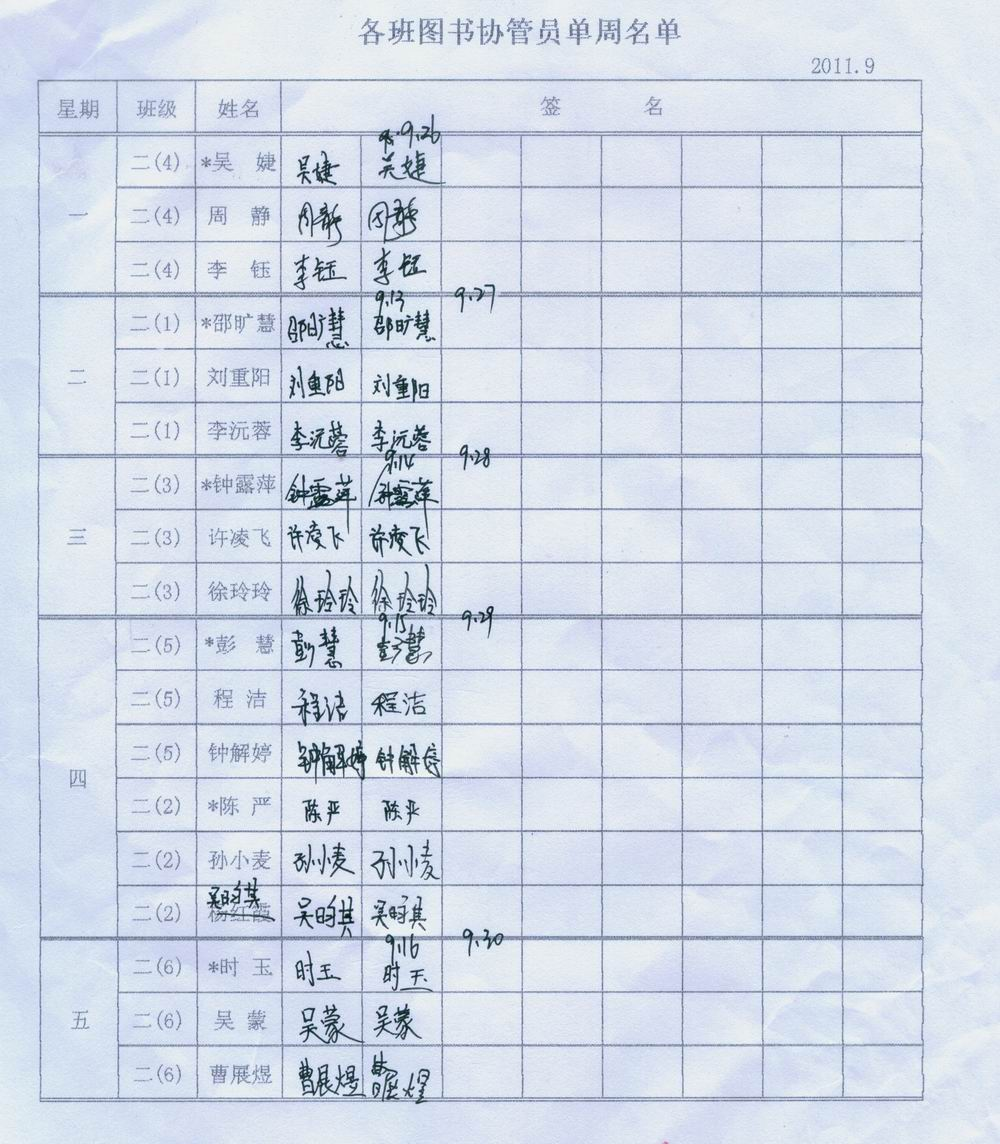 各班图书协管员单周名单
2011.9
星期 班级 姓名 签 名
9.26
二(4) *吴 婕 吴婕 吴婕
一 二(4) 周 静 周静 周静
二(4) 李 钰 李钰 李钰
9.13 9.27
二(1) *邵旷慧 邵旷慧 邵旷慧
二 二(1) 刘重阳 刘重阳 刘重阳
二(1) 李沅蓉 李沅蓉 李沅蓉
9.14 9.28
二(3) *钟露萍 钟露萍 钟露萍
三 二(3) 许凌飞 许凌飞 许凌飞
二(3) 徐玲玲 徐玲玲 徐玲玲
9.15 9.29
二(5) *彭 慧 彭慧 彭慧
二(5) 程 洁 程洁 程洁
二(5) 钟解婷 钟解婷 钟解婷
四
二(2) *陈 严 陈严 陈严
二(2) 孙小麦 孙小麦 孙小麦
吴昀其
二(2) 杨红霞 吴昀其 吴昀其
9.16 9.30
二(6) *时 玉 时玉 时玉
五 二(6) 吴 蒙 吴蒙 吴蒙
二(6) 曹展煜 曹展煜 曹展煜